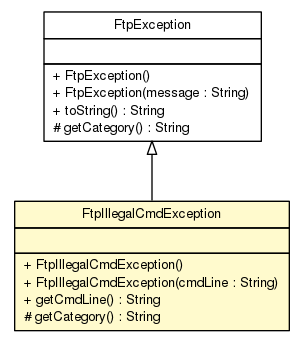 FtpException
+ FtpException()
+ FtpException(message : String)
+ toString() : String
# getCategory() : String
FtpIllegalCmdException
+ FtpIllegalCmdException()
+ FtpIllegalCmdException(cmdLine : String)
+ getCmdLine() : String
# getCategory() : String